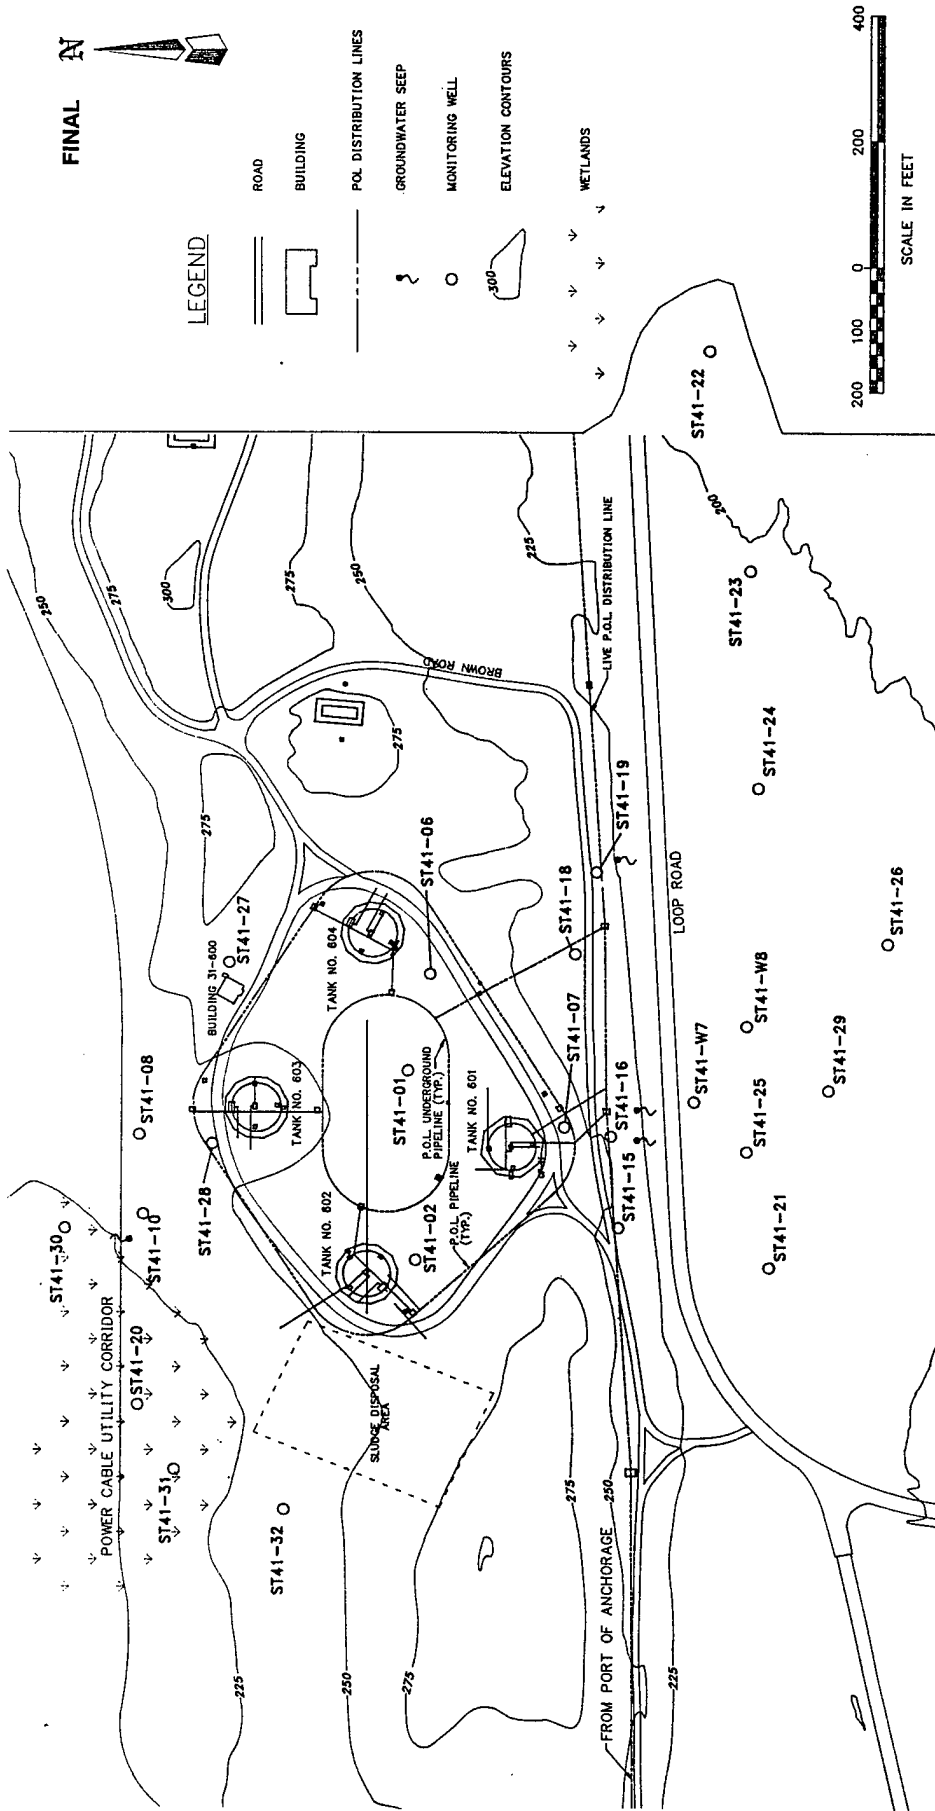 FINAL
N
LEGEND
ROAD
BUILDING
POL DISTRIBUTION LINES
GROUNDWATER SEEP
MONITORING WELL
300
ELEVATION CONTOURS
WETLANDS
200 100 0 200 400
SCALE IN FEET
POWER CABLE UTILITY CORRIDOR
ST41-30
ST41-10
ST41-20
ST41-31
ST41-32
ST41-08
ST41-28
BUILDING 31-600
ST41-27
TANK NO. 603
TANK NO. 604
TANK NO. 602
TANK NO. 601
ST41-06
ST41-01
ST41-02
P.O.L UNDERGROUND
PIPELINE (TYP.)
P.O.L PIPELINE
(TYP.)
SLUDGE DISPOSAL
AREA
ST41-07
ST41-18
ST41-19
ST41-16
ST41-15
BROWN ROAD
LIVE P.O.L. DISTRIBUTION LINE
LOOP ROAD
FROM PORT OF ANCHORAGE
ST41-22
ST41-23
ST41-24
ST41-26
ST41-W8
ST41-W7
ST41-29
ST41-25
ST41-21
250
275
300
275
250
225
200
275
275
225
250
275
275
250
225